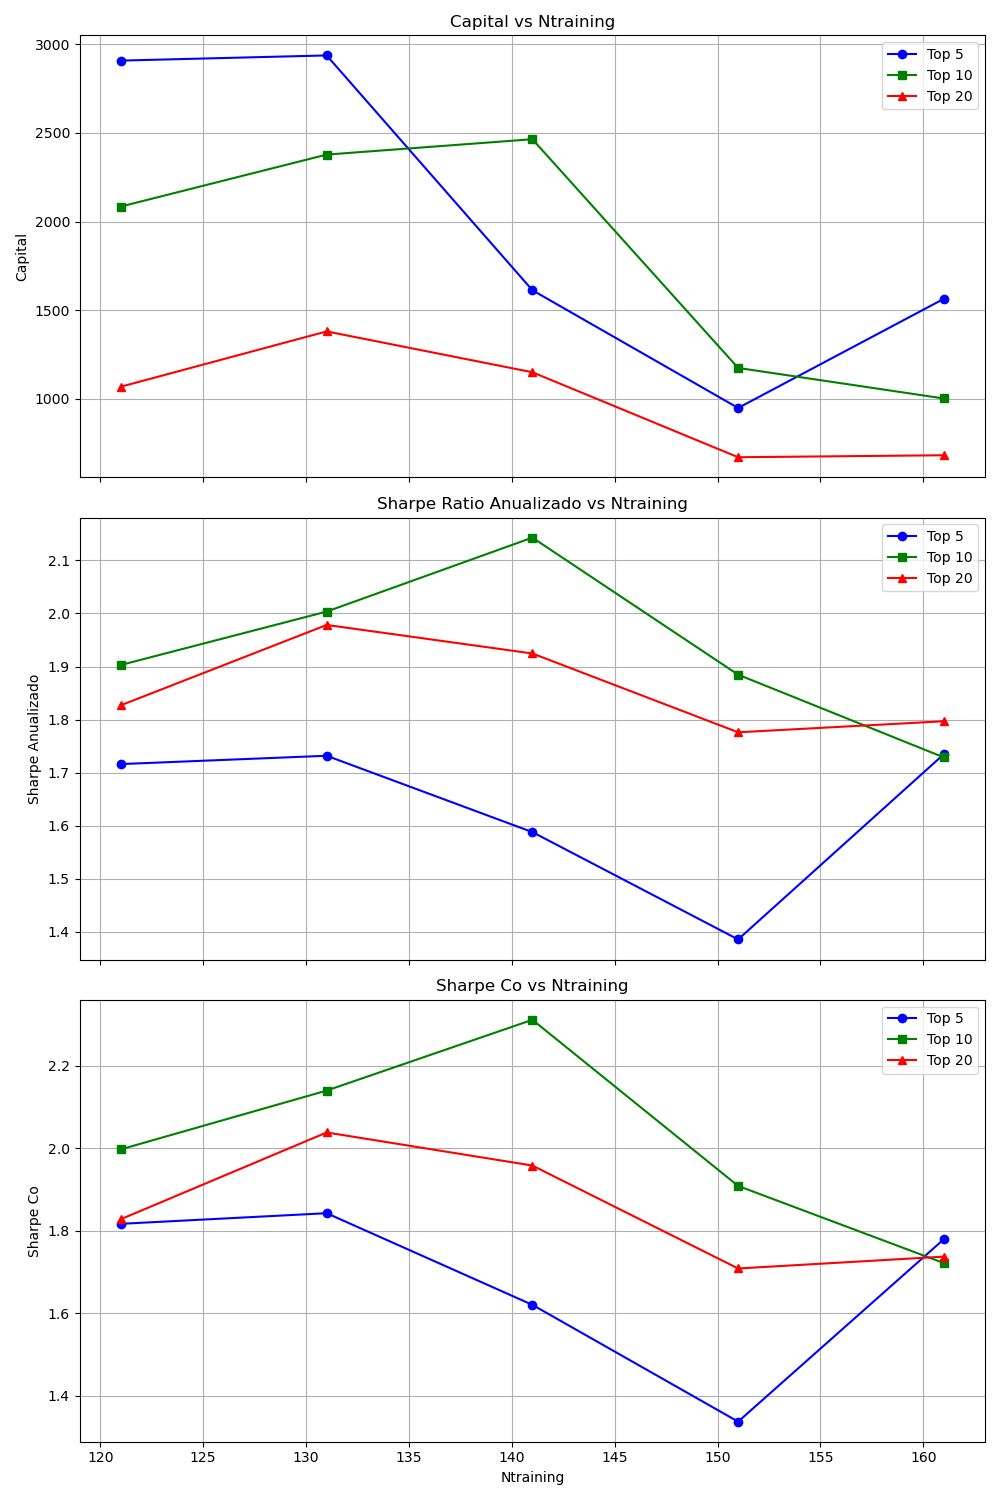 Capital vs Ntraining
Top 5
Top 10
Top 20
3000
2500
2000
1500
1000
Capital
Sharpe Ratio Anualizado vs Ntraining
Top 5
Top 10
Top 20
2.1
2.0
1.9
1.8
1.7
1.6
1.5
1.4
Sharpe Anualizado
Sharpe Co vs Ntraining
Top 5
Top 10
Top 20
2.2
2.0
1.8
1.6
1.4
Sharpe Co
120 125 130 135 140 145 150 155 160
Ntraining